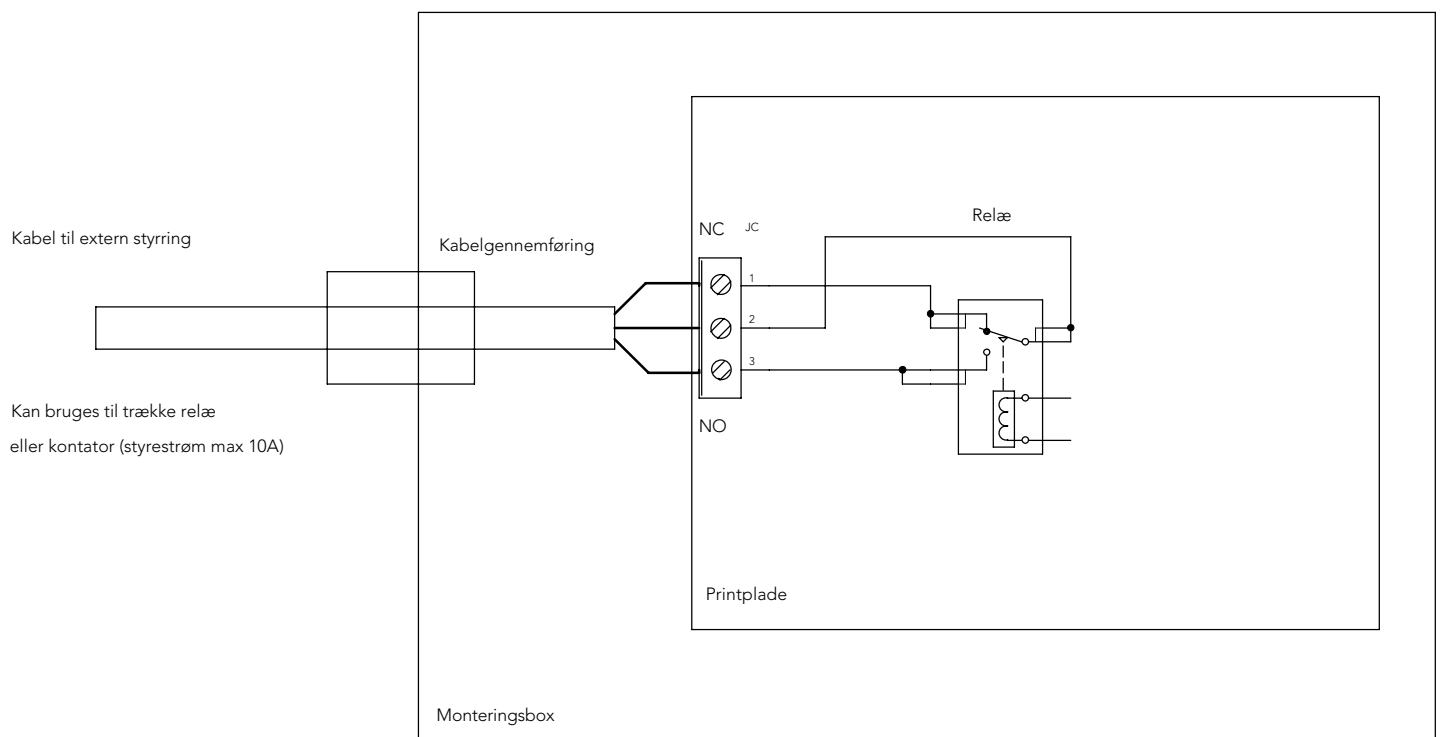 Relæ
NC JC
Kabel til extern styrring
Kabelgennemføring
1
2
3
Kan bruges til trække relæ
eller kontator (styrestrøm max 10A)
NO
Printplade
Monteringsbox